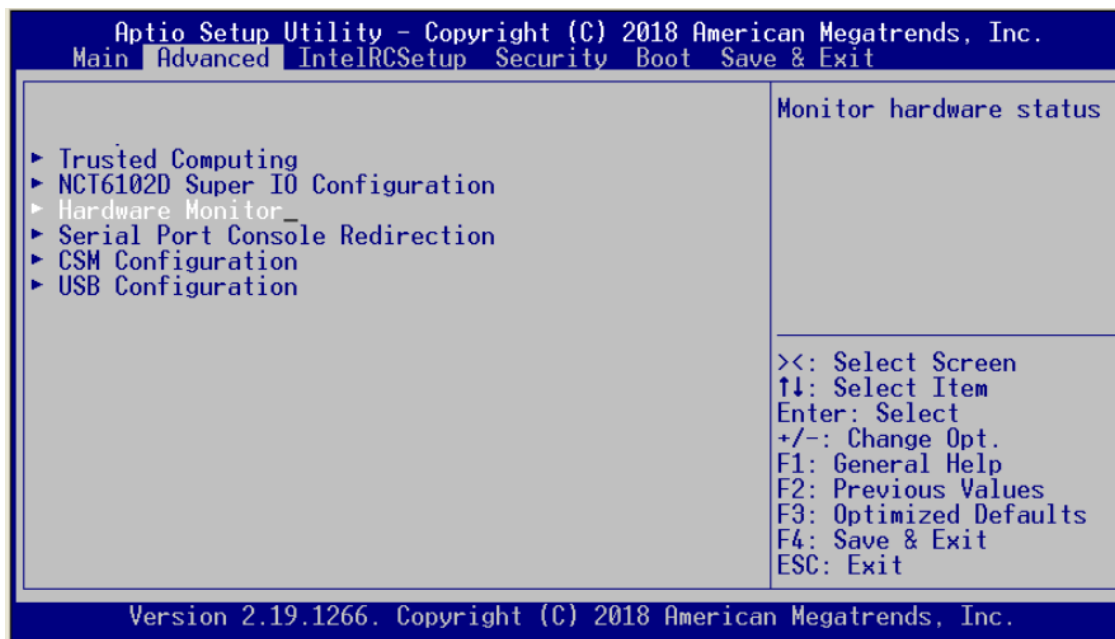 Aptio Setup Utility – Copyright (C) 2018 American Megatrends, Inc.
Main Advanced IntelRCSetup Security Boot Save & Exit
Monitor hardware status
► Trusted Computing
► NCT6102D Super IO Configuration
► Hardware Monitor_
► Serial Port Console Redirection
► CSM Configuration
► USB Configuration
><: Select Screen
↑↓: Select Item
Enter: Select
+/-: Change Opt.
F1: General Help
F2: Previous Values
F3: Optimized Defaults
F4: Save & Exit
ESC: Exit
Version 2.19.1266. Copyright (C) 2018 American Megatrends, Inc.